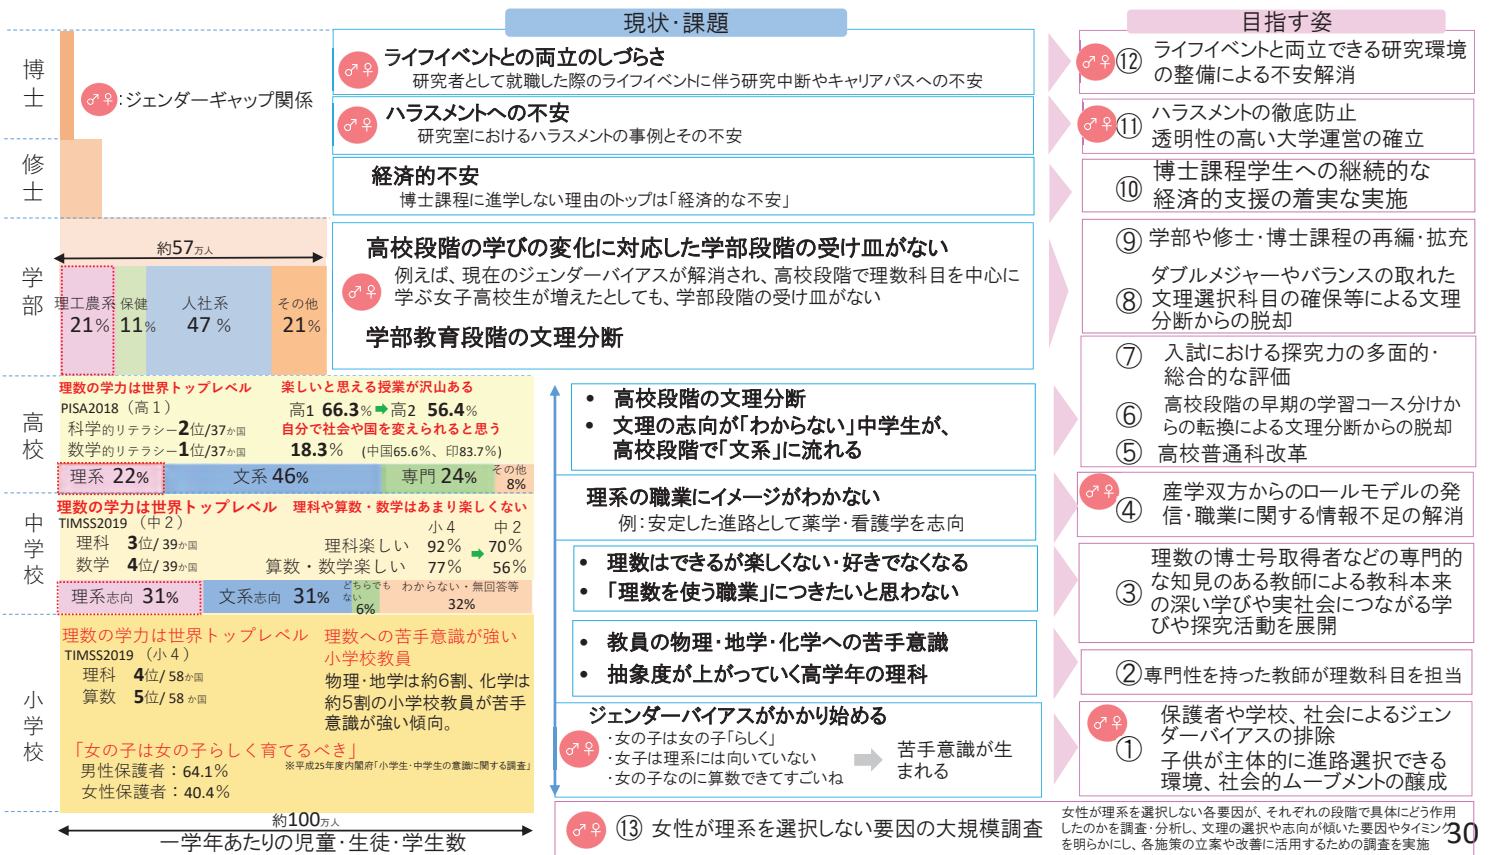 現状・課題
目指す姿
博士
♂♀:ジェンダーギャップ関係
ライフイベントとの両立のしづらさ
研究者として就職した際のライフイベントに伴う研究中断やキャリアパスへの不安
♂♀
⑫ ライフイベントと両立できる研究環境
の整備による不安解消
♂♀
ハラスメントへの不安
研究室におけるハラスメントの事例とその不安
♂♀
⑪ ハラスメントの徹底防止
透明性の高い大学運営の確立
♂♀
修士
経済的不安
博士課程に進学しない理由のトップは「経済的な不安」
⑩ 博士課程学生への継続的な
経済的支援の着実な実施
学部
約57万人
理工農系
21%
保健
11%
人社系
47 %
その他
21%
高校段階の学びの変化に対応した学部段階の受け皿がない
♂♀
例えば、現在のジェンダーバイアスが解消され、高校段階で理数科目を中心に
学ぶ女子高校生が増えたとしても、学部段階の受け皿がない
学部教育段階の文理分断
⑨ 学部や修士・博士課程の再編・拡充
⑧ ダブルメジャーやバランスの取れた
文理選択科目の確保等による文理
分断からの脱却
高校
理数の学力は世界トップレベル
PISA2018（高１）
科学的リテラシー2位/37か国
数学的リテラシー1位/37か国
楽しいと思える授業が沢山ある
高1 66.3%➡高2 56.4%
自分で社会や国を変えられると思う
18.3% (中国65.6%、印83.7%)
理系 22%
文系 46%
専門 24%
その他
8%
• 高校段階の文理分断
• 文理の志向が「わからない」中学生が、
高校段階で「文系」に流れる
⑦ 入試における探究力の多面的・
総合的な評価
⑥ 高校段階の早期の学習コース分けか
らの転換による文理分断からの脱却
⑤ 高校普通科改革
中学校
理数の学力は世界トップレベル
TIMSS2019（中２）
理科 3位/ 39か国
数学 4位/ 39か国
理科や算数・数学はあまり楽しくない
小４ 中２
理科楽しい 92% ➡ 70%
算数・数学楽しい 77% 56%
理系志向 31%
文系志向 31%
どちらでも
ない
6%
わからない・無回答等
32%
理系の職業にイメージがわかない
例：安定した進路として薬学・看護学を志向
♂♀
④ 産学双方からのロールモデルの発
信・職業に関する情報不足の解消
• 理数はできるが楽しくない・好きでなくなる
• 「理数を使う職業」につきたいと思わない
③ 理数の博士号取得者などの専門的
な知見のある教師による教科本来
の深い学びや実社会につながる学
びや探究活動を展開
小学校
理数の学力は世界トップレベル
TIMSS2019（小４）
理科 4位/ 58か国
算数 5位/ 58 か国
理数への苦手意識が強い
小学校教員
物理・地学は約6割、化学は
約5割の小学校教員が苦手
意識が強い傾向。
「女の子は女の子らしく育てるべき」
男性保護者：64.1%
女性保護者：40.4%
※平成25年度内閣府「小学生・中学生の意識に関する調査」
• 教員の物理・地学・化学への苦手意識
• 抽象度が上がっていく高学年の理科
②専門性を持った教師が理数科目を担当
ジェンダーバイアスがかかり始める
♂♀
・女の子は女の子「らしく」
・女子は理系には向いていない
・女の子なのに算数できてすごいね
苦手意識が生
まれる
♂♀
① 保護者や学校、社会によるジェン
ダーバイアスの排除
子供が主体的に進路選択できる
環境、社会的ムーブメントの醸成
約100万人
一学年あたりの児童・生徒・学生数
♂♀ ⑬ 女性が理系を選択しない要因の大規模調査
女性が理系を選択しない各要因が、それぞれの段階で具体にどう作用
したのかを調査・分析し、文理の選択や志向が傾いた要因やタイミング
を明らかにし、各施策の立案や改善に活用するための調査を実施
30